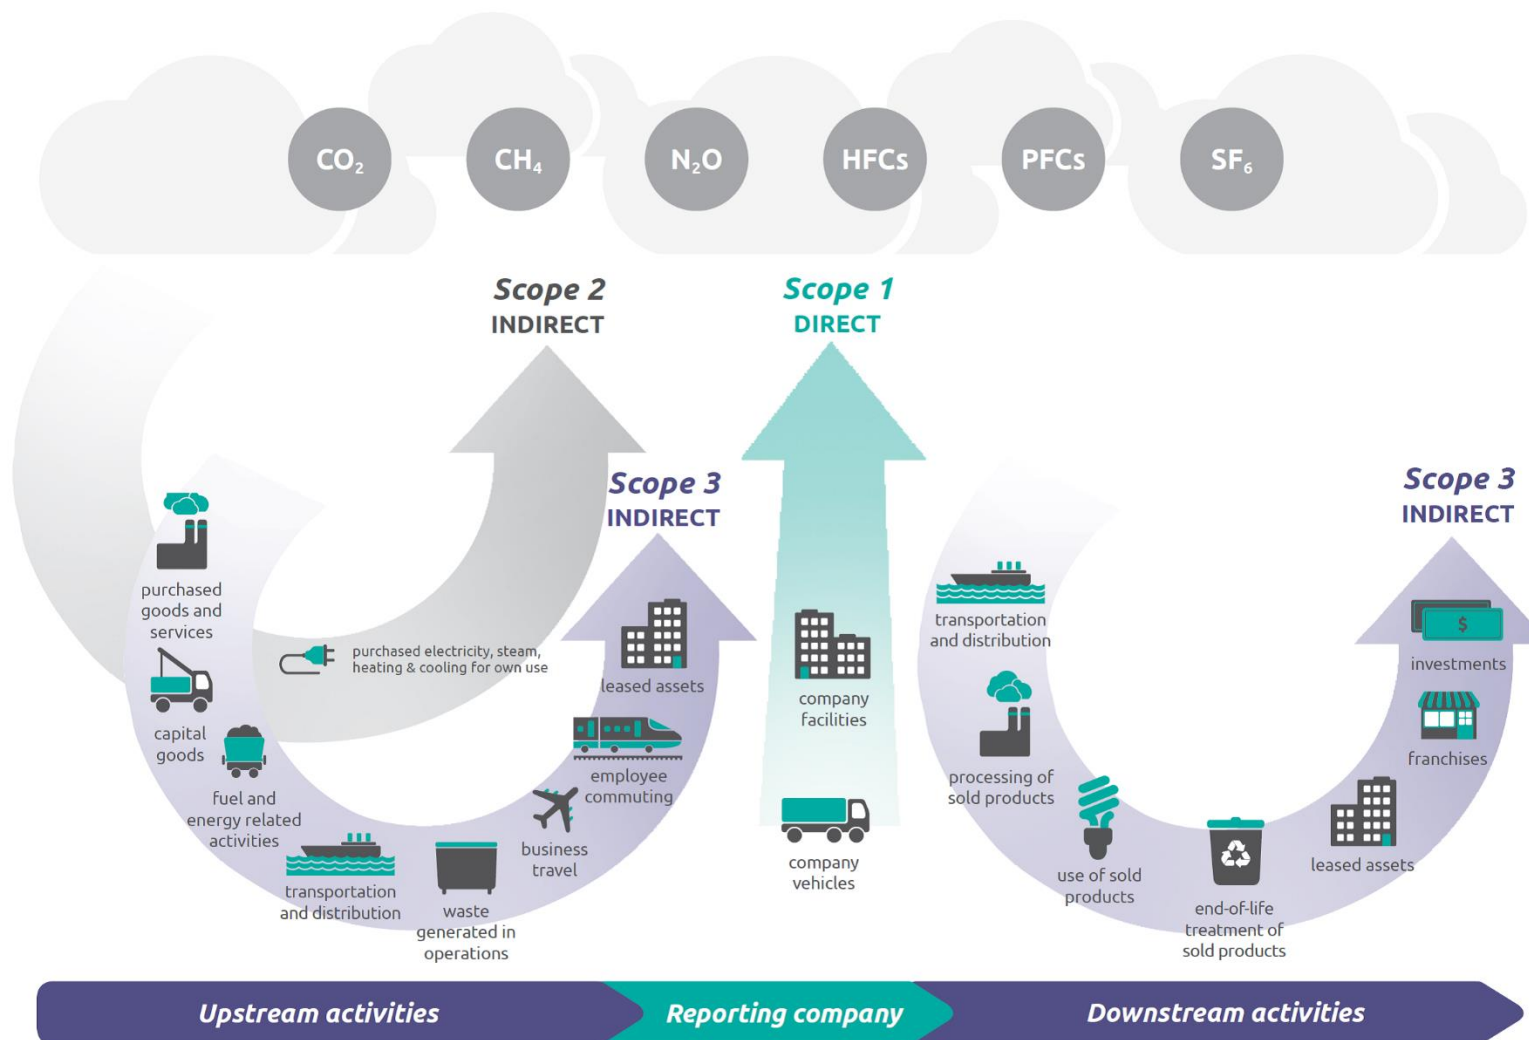 CO₂
CH₄
N₂O
HFCs
PFCs
SF₆
Scope 2
INDIRECT
Scope 1
DIRECT
Scope 3
INDIRECT
Scope 3
INDIRECT
purchased
goods and
services
capital
goods
fuel and
energy related
activities
transportation
and distribution
waste
generated in
operations
business
travel
employee
commuting
leased assets
purchased electricity, steam,
heating & cooling for own use
company
facilities
company
vehicles
transportation
and distribution
processing of
sold products
use of sold
products
end-of-life
treatment of
sold products
leased assets
franchises
$
investments
Upstream activities
Reporting company
Downstream activities